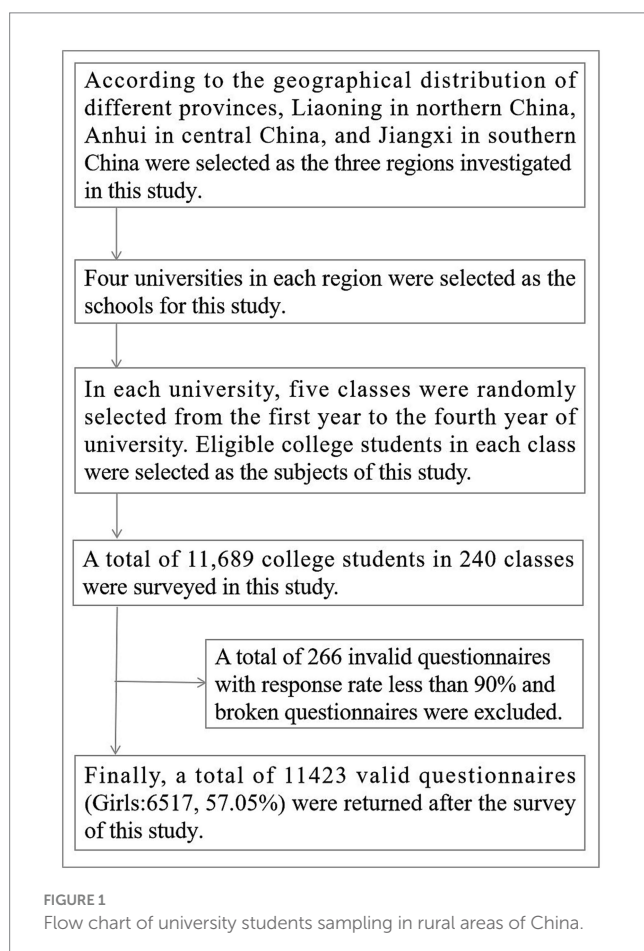 According to the geographical distribution of
different provinces, Liaoning in northern China,
Anhui in central China, and Jiangxi in southern
China were selected as the three regions investigated
in this study.
Four universities in each region were selected as the
schools for this study.
In each university, five classes were randomly
selected from the first year to the fourth year of
university. Eligible college students in each class
were selected as the subjects of this study.
A total of 11,689 college students in 240 classes
were surveyed in this study.
A total of 266 invalid questionnaires
with response rate less than 90% and
broken questionnaires were excluded.
Finally, a total of 11423 valid questionnaires
(Girls:6517, 57.05%) were returned after the survey
of this study.
FIGURE 1
Flow chart of university students sampling in rural areas of China.